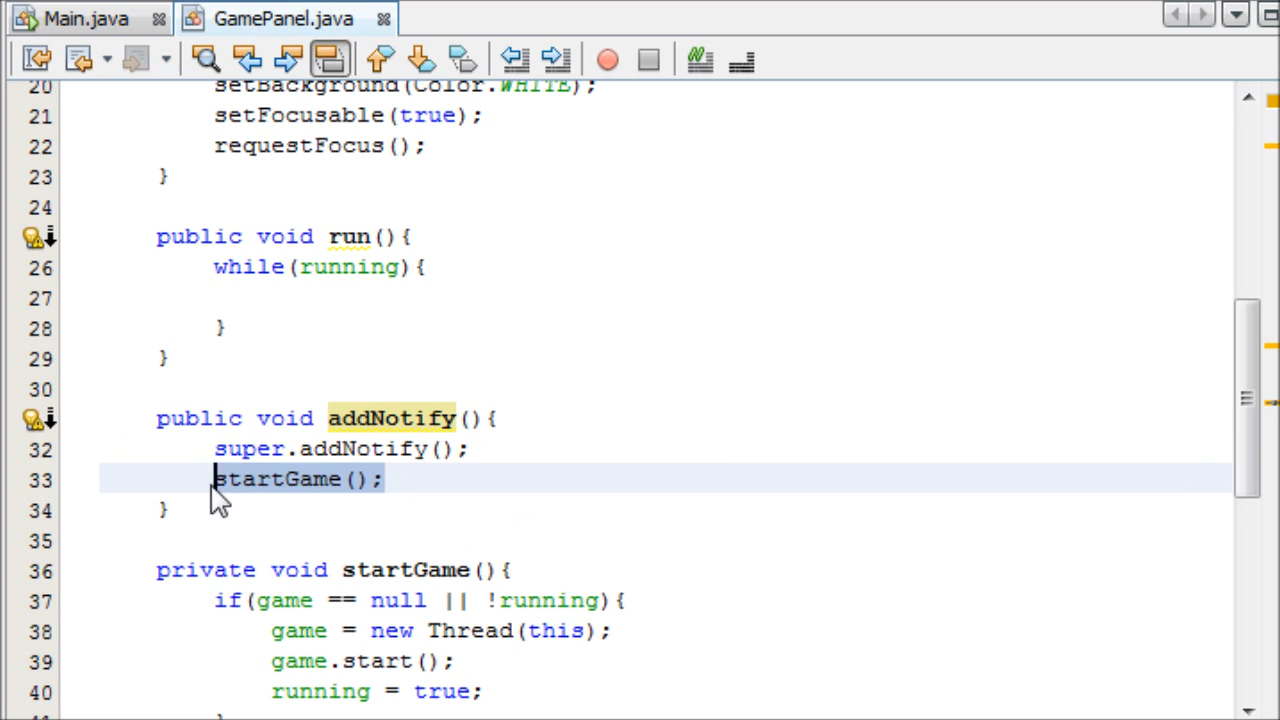 Main.java GamePanel.java
20 setBackground(Color.WHITE);
21 setFocusable(true);
22 requestFocus();
23 }
24
public void run(){
26 while(running){
27
28 }
29 }
30
public void addNotify(){
32 super.addNotify();
33 startGame();
34 }
35
36 private void startGame(){
37 if(game == null || !running){
38 game = new Thread(this);
39 game.start();
40 running = true;
41 }